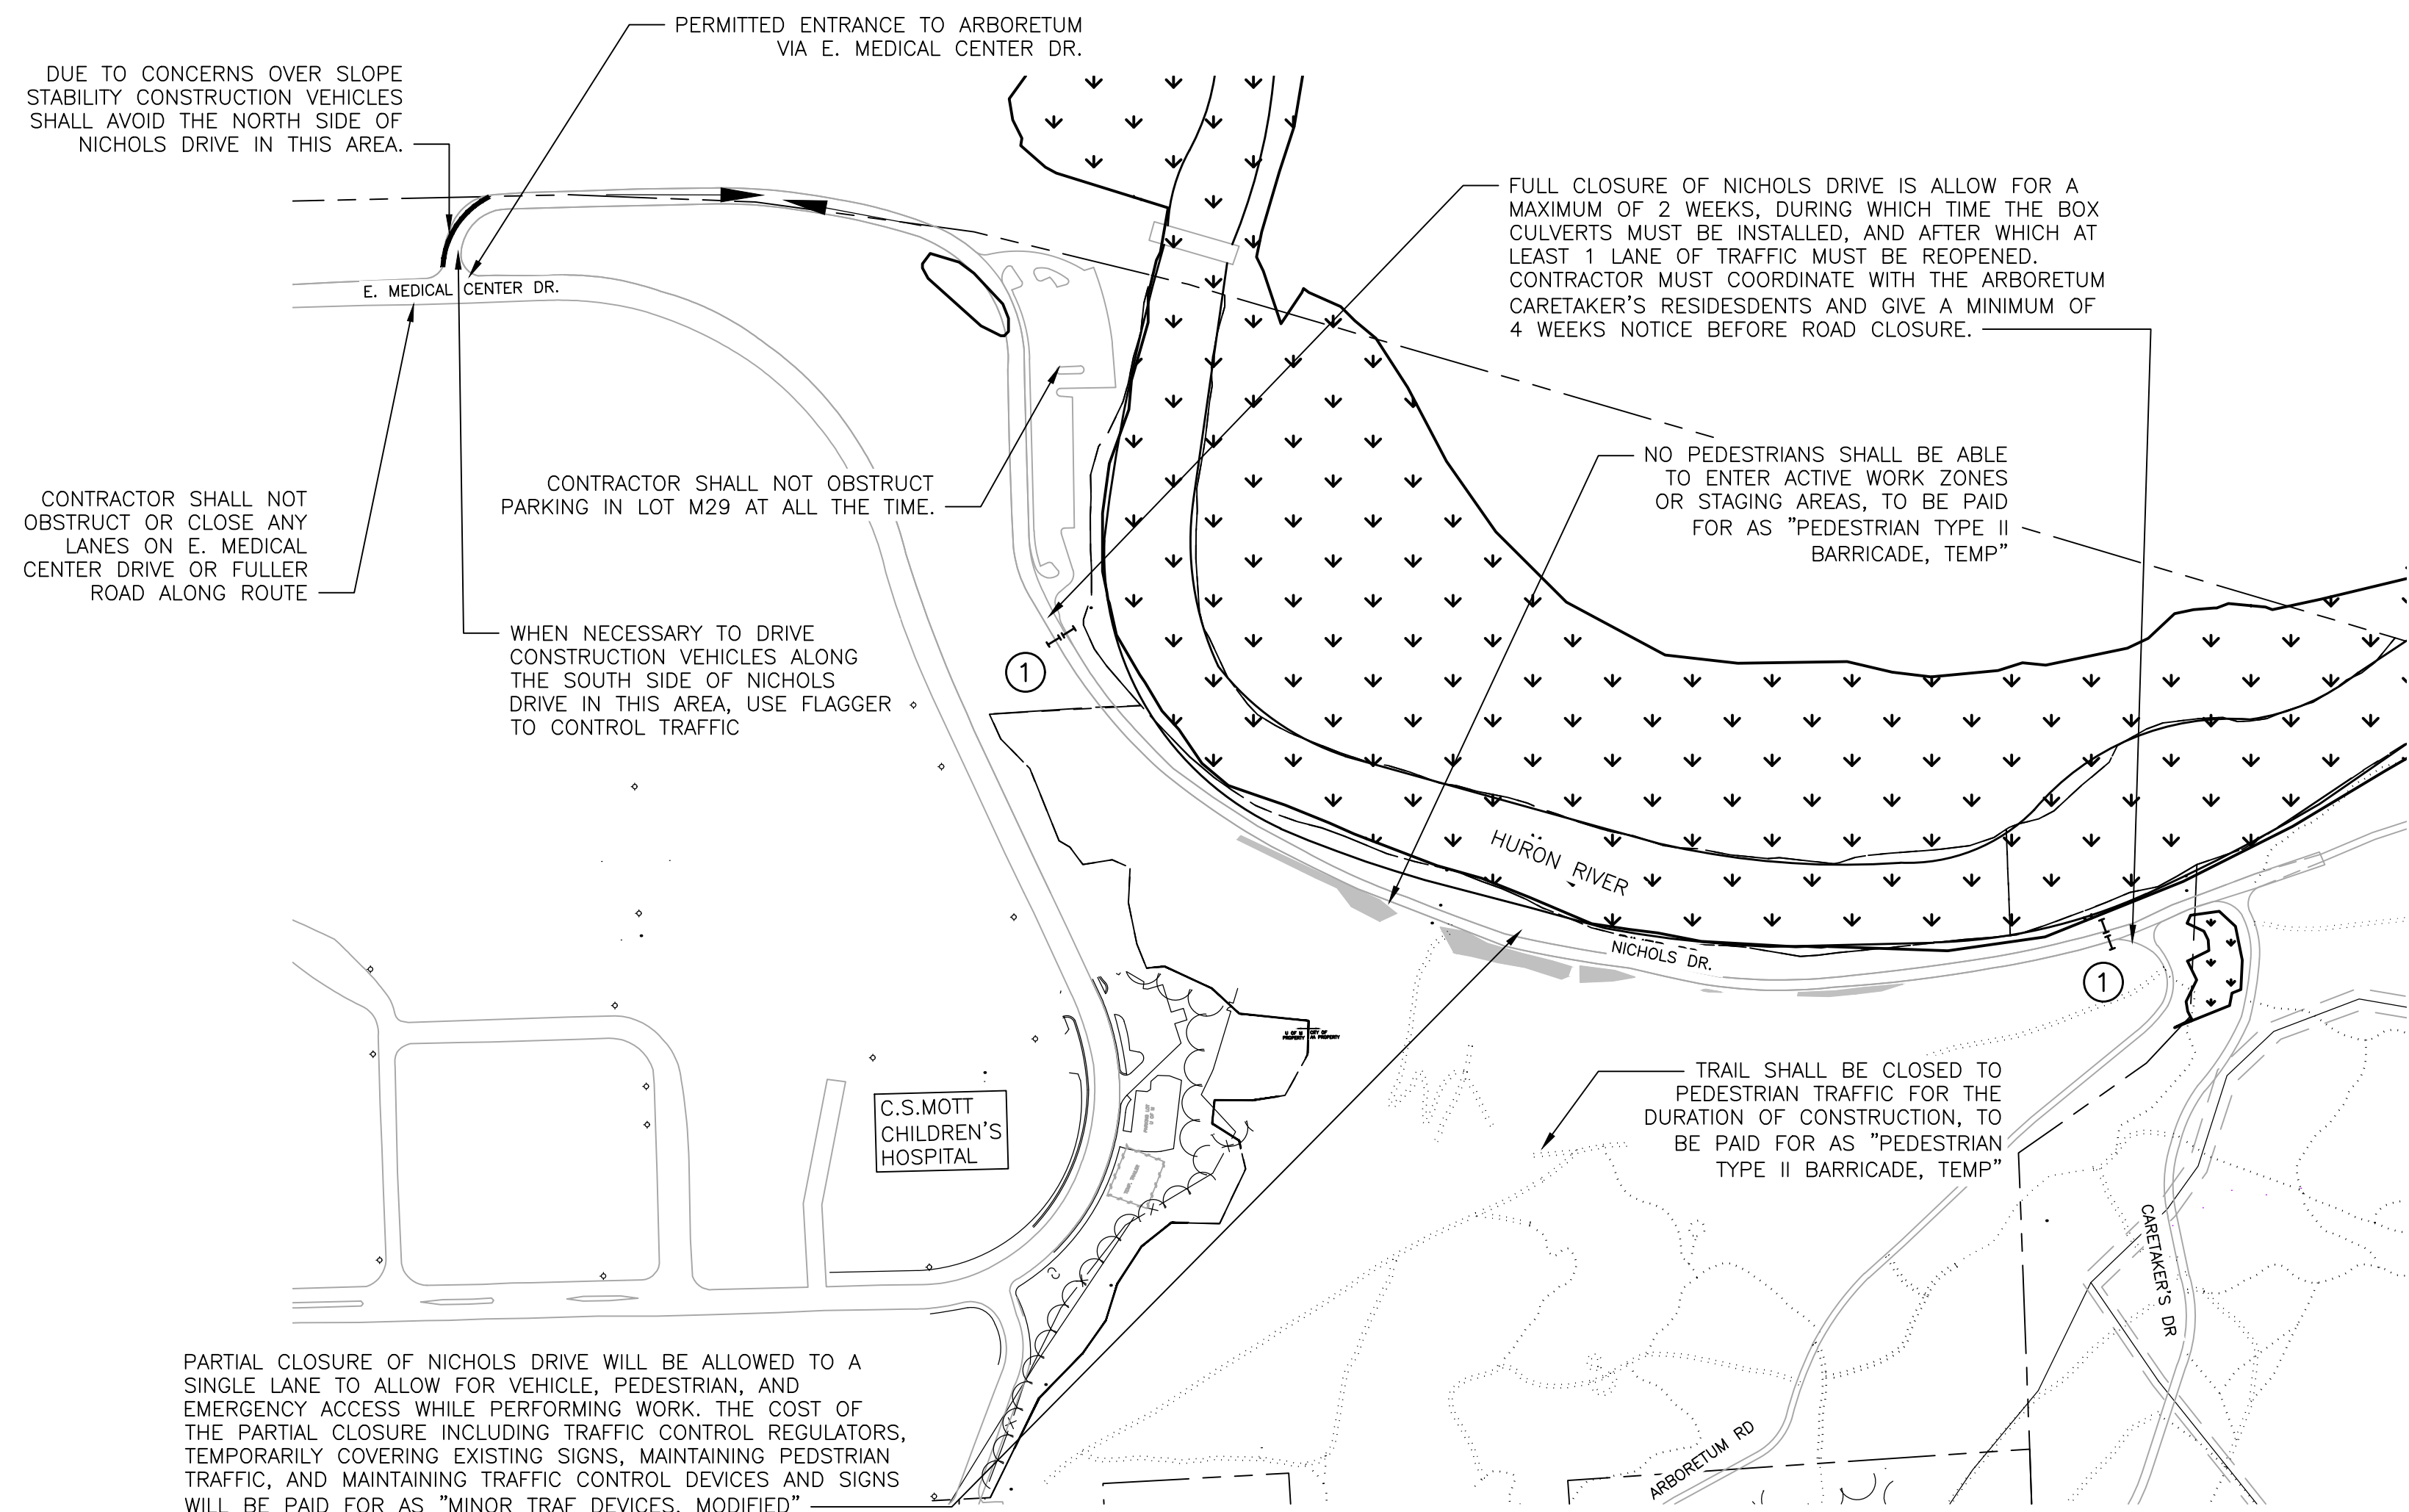 PERMITTED ENTRANCE TO ARBORETUM
VIA E. MEDICAL CENTER DR.
DUE TO CONCERNS OVER SLOPE
STABILITY CONSTRUCTION VEHICLES
SHALL AVOID THE NORTH SIDE OF
NICHOLS DRIVE IN THIS AREA.
FULL CLOSURE OF NICHOLS DRIVE IS ALLOW FOR A
MAXIMUM OF 2 WEEKS, DURING WHICH TIME THE BOX
CULVERTS MUST BE INSTALLED, AND AFTER WHICH AT
LEAST 1 LANE OF TRAFFIC MUST BE REOPENED.
CONTRACTOR MUST COORDINATE WITH THE ARBORETUM
CARETAKER'S RESIDESDENTS AND GIVE A MINIMUM OF
4 WEEKS NOTICE BEFORE ROAD CLOSURE.
E. MEDICAL CENTER DR.
NO PEDESTRIANS SHALL BE ABLE
TO ENTER ACTIVE WORK ZONES
OR STAGING AREAS, TO BE PAID
FOR AS "PEDESTRIAN TYPE II
BARRICADE, TEMP"
CONTRACTOR SHALL NOT OBSTRUCT
PARKING IN LOT M29 AT ALL THE TIME.
CONTRACTOR SHALL NOT
OBSTRUCT OR CLOSE ANY
LANES ON E. MEDICAL
CENTER DRIVE OR FULLER
ROAD ALONG ROUTE
WHEN NECESSARY TO DRIVE
CONSTRUCTION VEHICLES ALONG
THE SOUTH SIDE OF NICHOLS
DRIVE IN THIS AREA, USE FLAGGER
TO CONTROL TRAFFIC
1
HURON RIVER
NICHOLS DR.
1
U OF M
PROPERTY
CITY OF
AA PROPERTY
C.S.MOTT
CHILDREN'S
HOSPITAL
TRAIL SHALL BE CLOSED TO
PEDESTRIAN TRAFFIC FOR THE
DURATION OF CONSTRUCTION, TO
BE PAID FOR AS "PEDESTRIAN
TYPE II BARRICADE, TEMP"
CARETAKER'S DR
ARBORETUM RD
PARTIAL CLOSURE OF NICHOLS DRIVE WILL BE ALLOWED TO A
SINGLE LANE TO ALLOW FOR VEHICLE, PEDESTRIAN, AND
EMERGENCY ACCESS WHILE PERFORMING WORK. THE COST OF
THE PARTIAL CLOSURE INCLUDING TRAFFIC CONTROL REGULATORS,
TEMPORARILY COVERING EXISTING SIGNS, MAINTAINING PEDSTRIAN
TRAFFIC, AND MAINTAINING TRAFFIC CONTROL DEVICES AND SIGNS
WILL BE PAID FOR AS "MINOR TRAF DEVICES, MODIFIED"